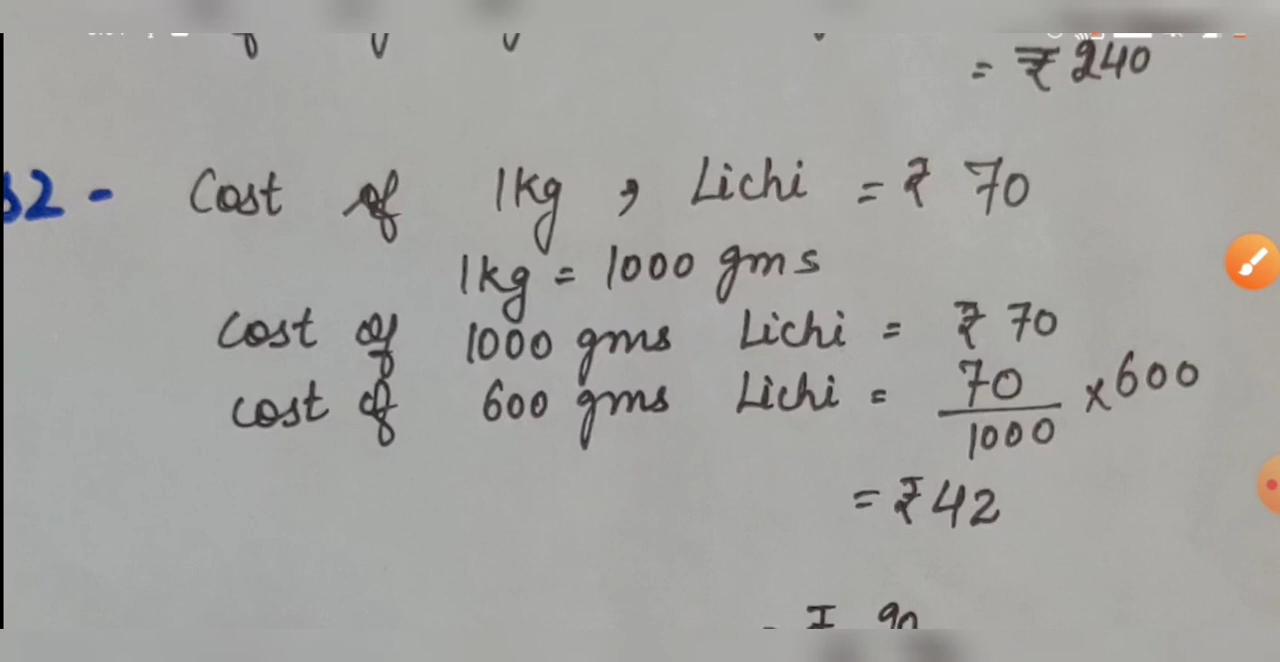 = ₹ 240
32 - Cost of 1kg , Lichi = ₹ 70
1kg = 1000 gms
cost of 1000 gms Lichi = ₹ 70
cost of 600 gms Lichi = 70/1000 × 600
= ₹ 42